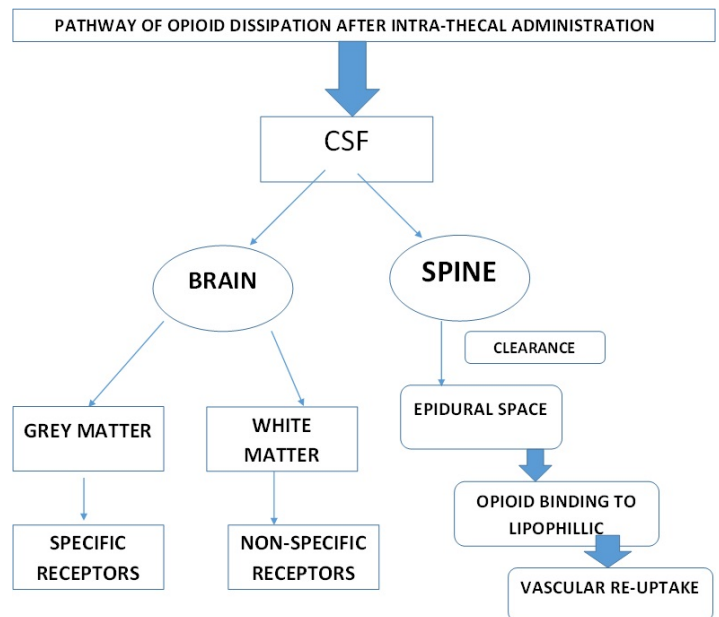 PATHWAY OF OPIOID DISSIPATION AFTER INTRA-THECAL ADMINISTRATION
CSF
BRAIN
SPINE
CLEARANCE
GREY MATTER
WHITE
MATTER
EPIDURAL SPACE
SPECIFIC
RECEPTORS
NON-SPECIFIC
RECEPTORS
OPIOID BINDING TO
LIPOPHILLIC
VASCULAR RE-UPTAKE